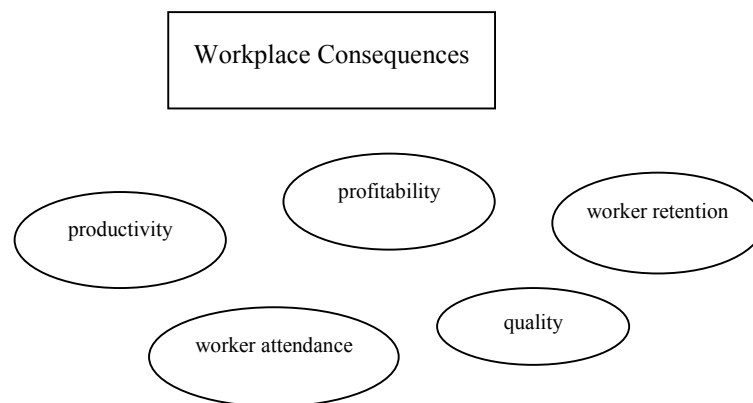 Workplace Consequences
profitability
worker retention
productivity
quality
worker attendance